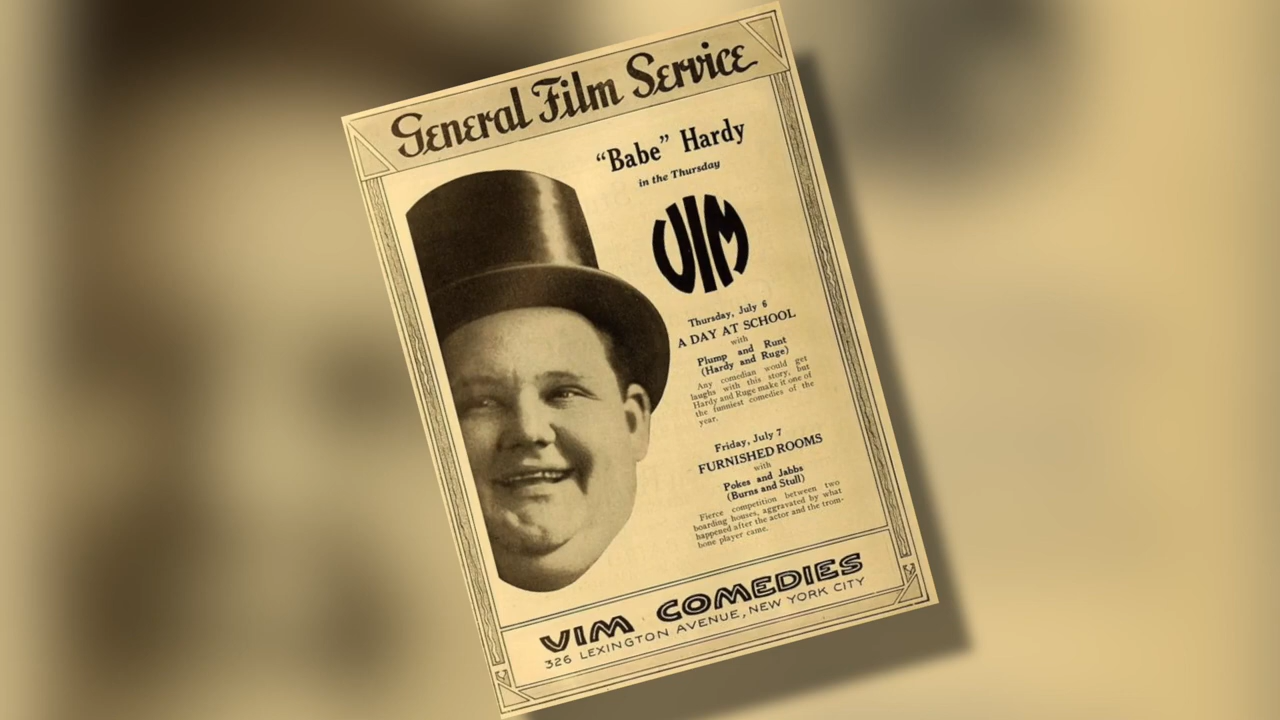 General Film Service
"Babe" Hardy
in the Thursday
VIM
Thursday, July 6
A DAY AT SCHOOL
with
Plump and Runt
(Hardy and Ruge)
Any comedian would get
laughs with this story, but
Hardy and Ruge make it one of
the funniest comedies of the
year.
Friday, July 7
FURNISHED ROOMS
with
Pokes and Jabbs
(Burns and Stull)
Fierce competition between two
boarding houses, aggravated by what
happened after the actor and the trom-
bone player came.
VIM COMEDIES
326 LEXINGTON AVENUE, NEW YORK CITY